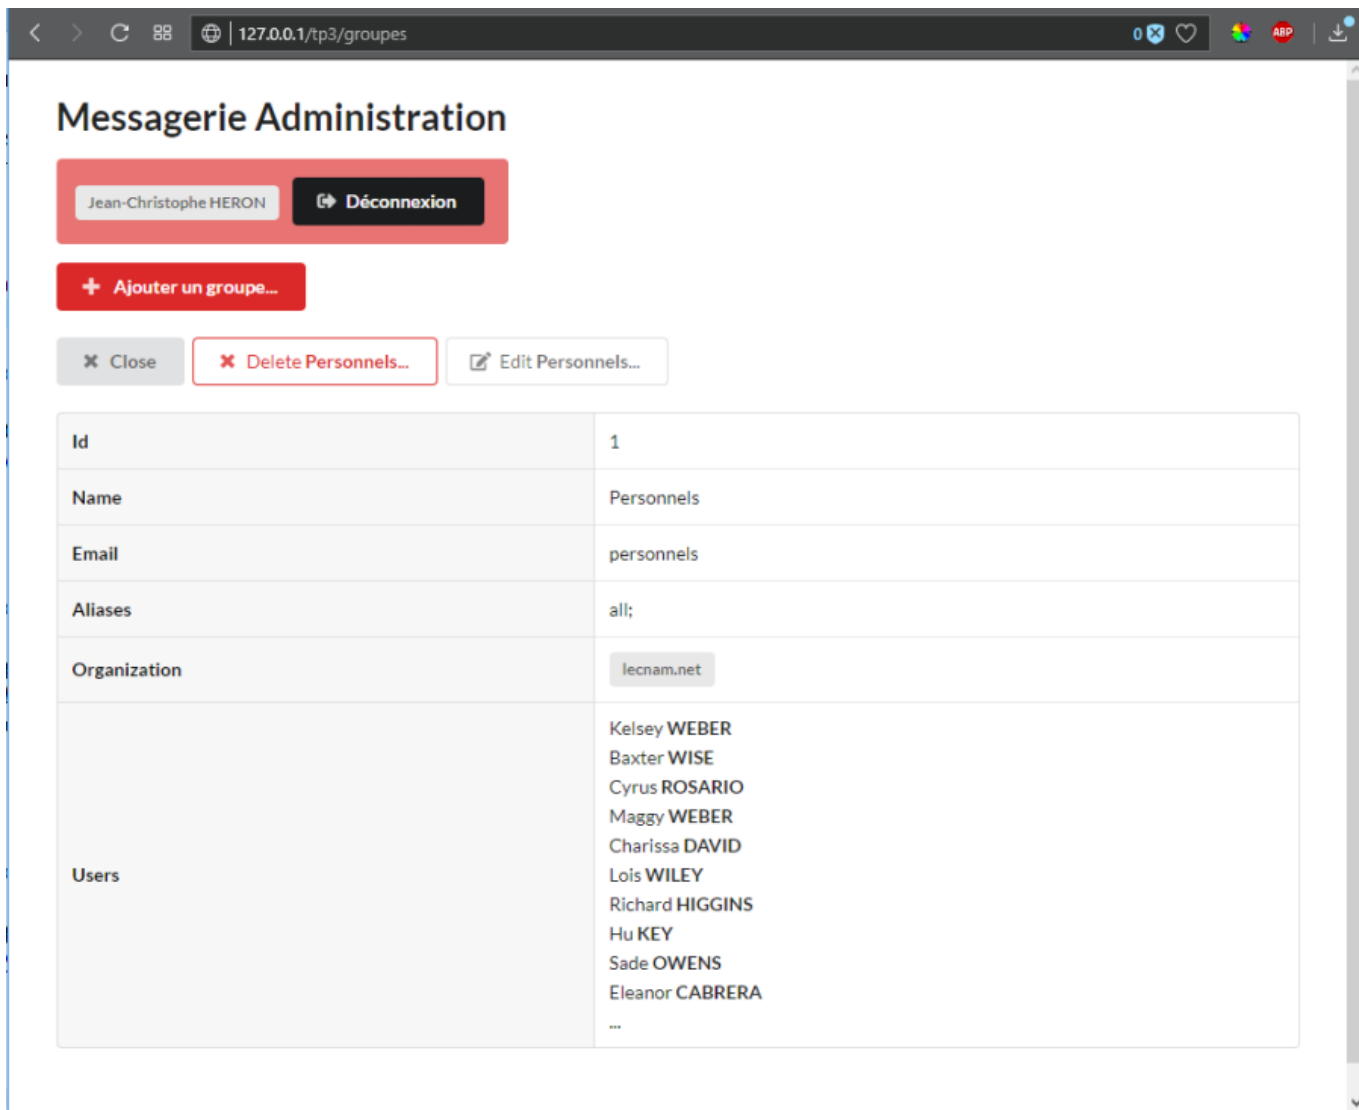 127.0.0.1/tp3/groupes
0
ABP
Messagerie Administration
Jean-Christophe HERON
Déconnexion
Ajouter un groupe...
Close
Delete Personnels...
Edit Personnels...
Id
1
Name
Personnels
Email
personnels
Aliases
all;
Organization
lecnam.net
Users
Kelsey WEBER
Baxter WISE
Cyrus ROSARIO
Maggy WEBER
Charissa DAVID
Lois WILEY
Richard HIGGINS
Hu KEY
Sade OWENS
Eleanor CABRERA
...